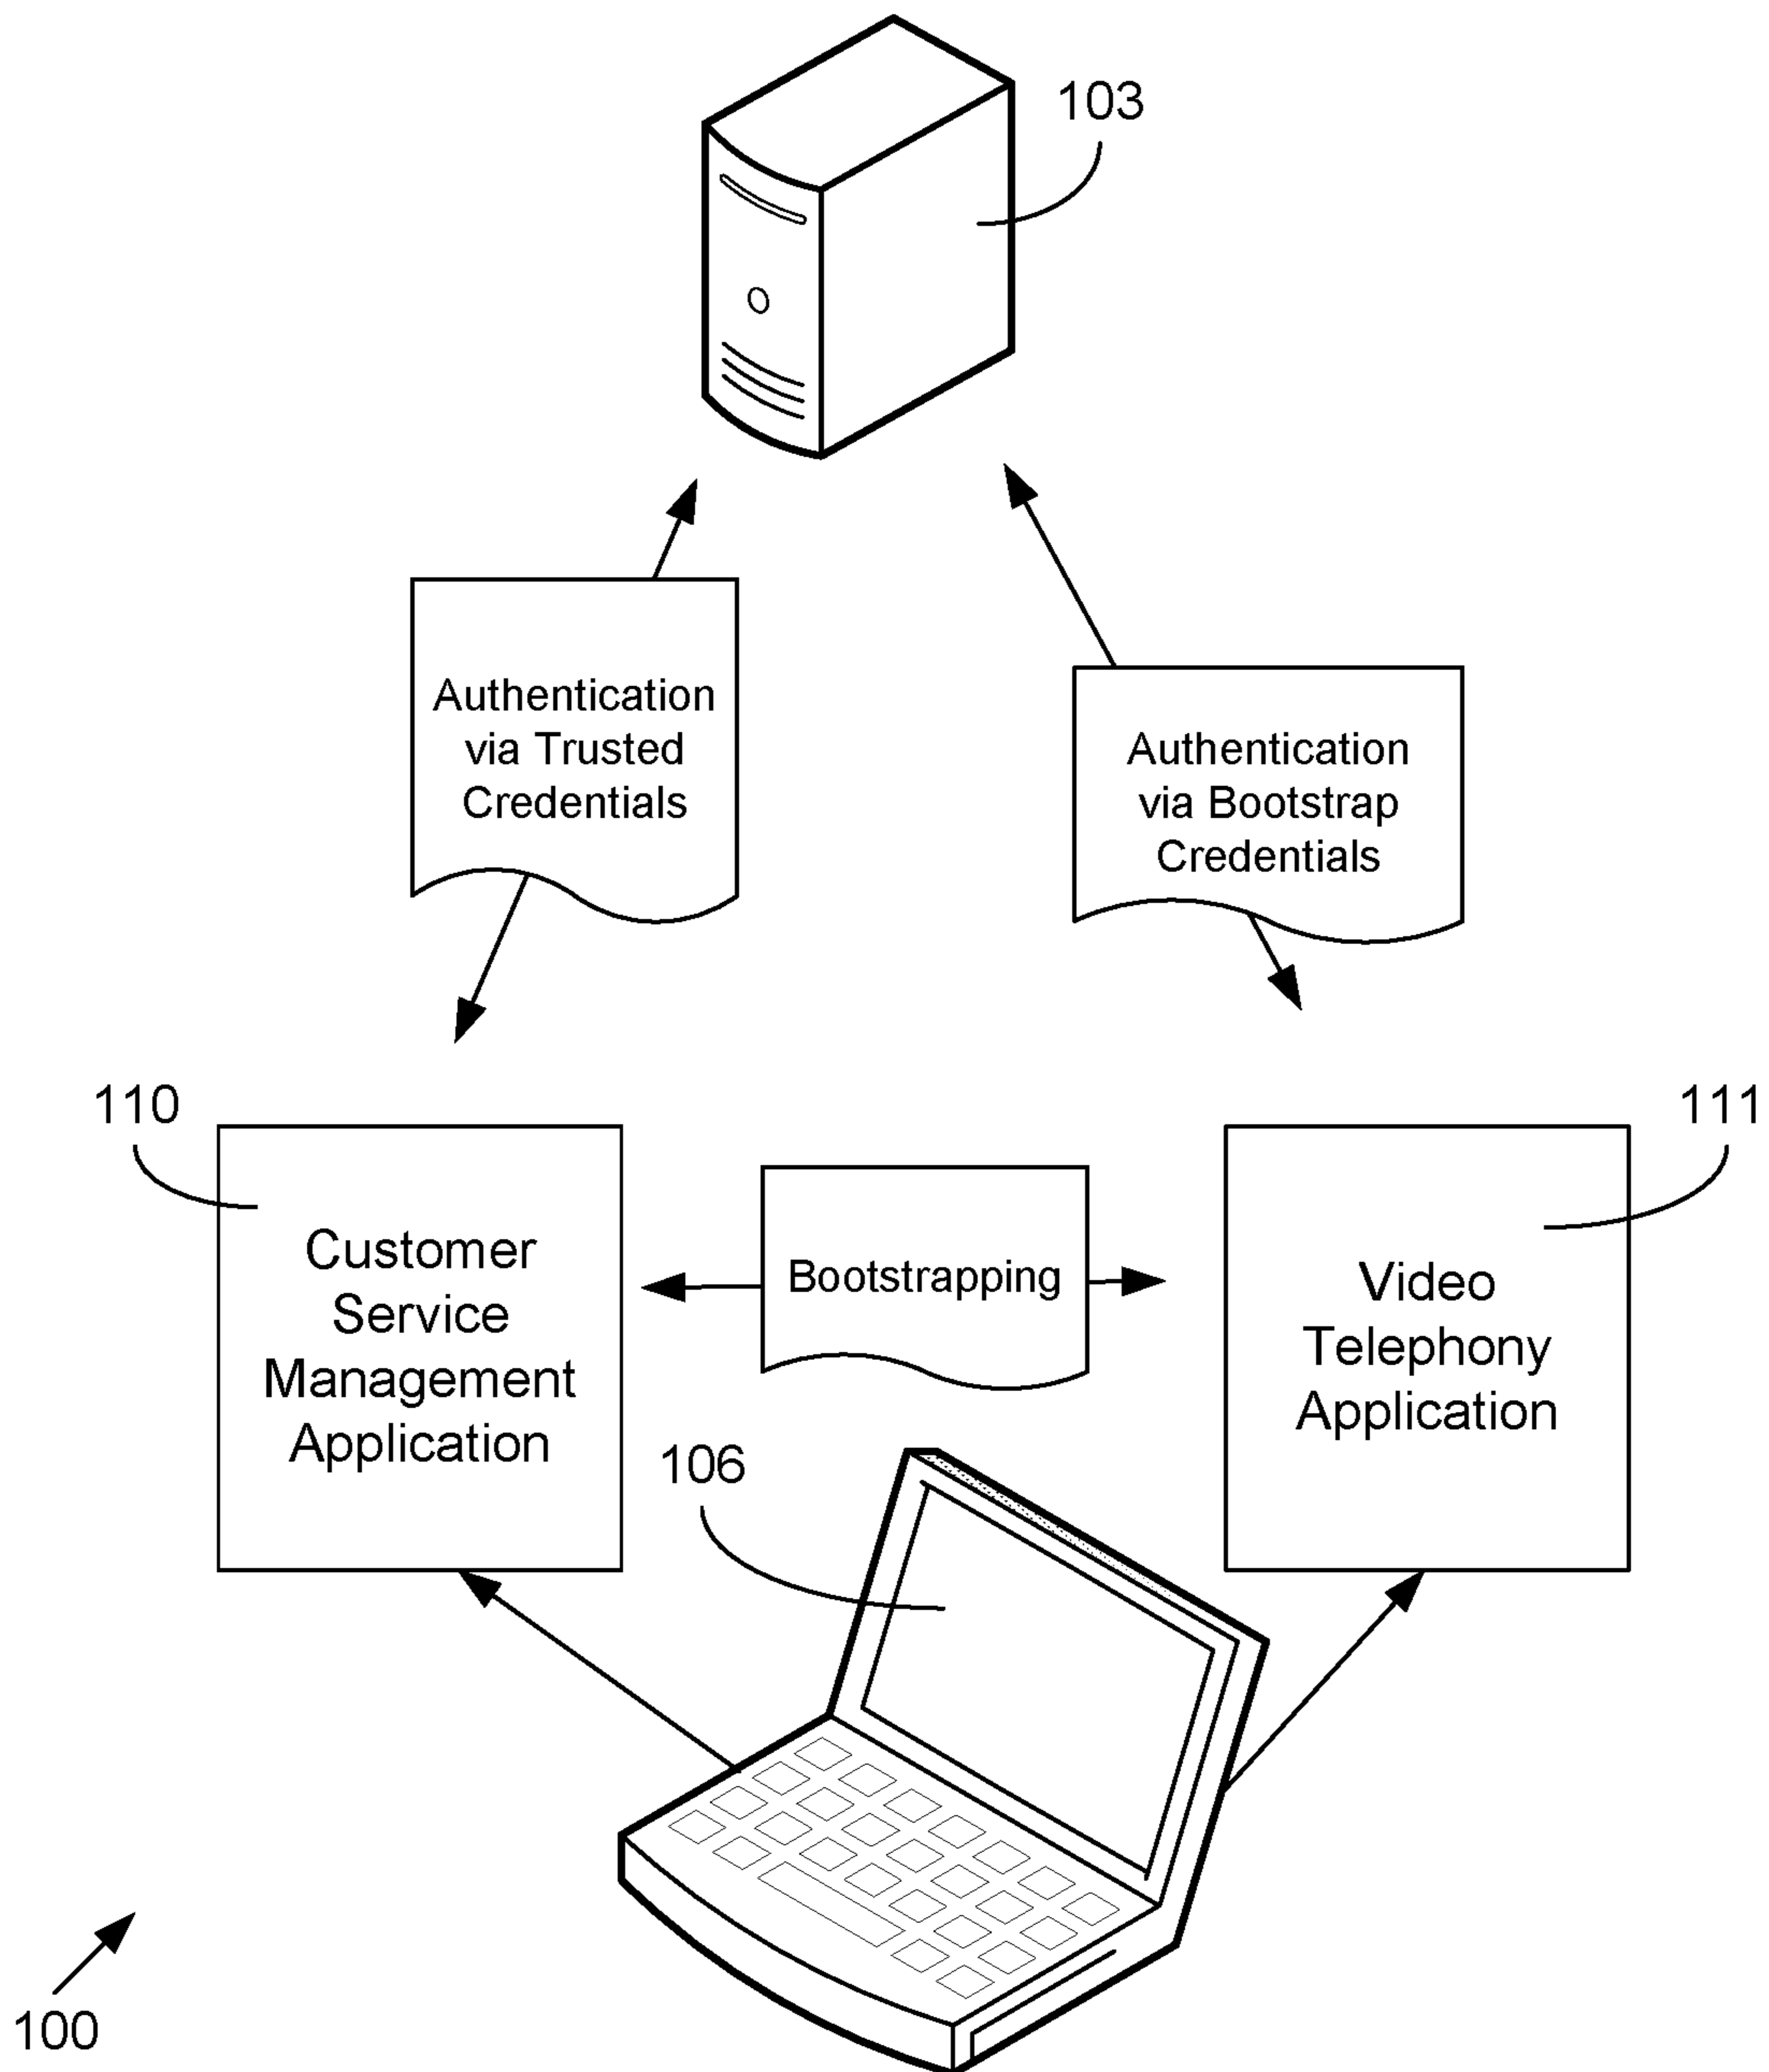 103
Authentication
via Trusted
Credentials
Authentication
via Bootstrap
Credentials
110
111
Customer
Service
Management
Application
Bootstrapping
Video
Telephony
Application
106
100